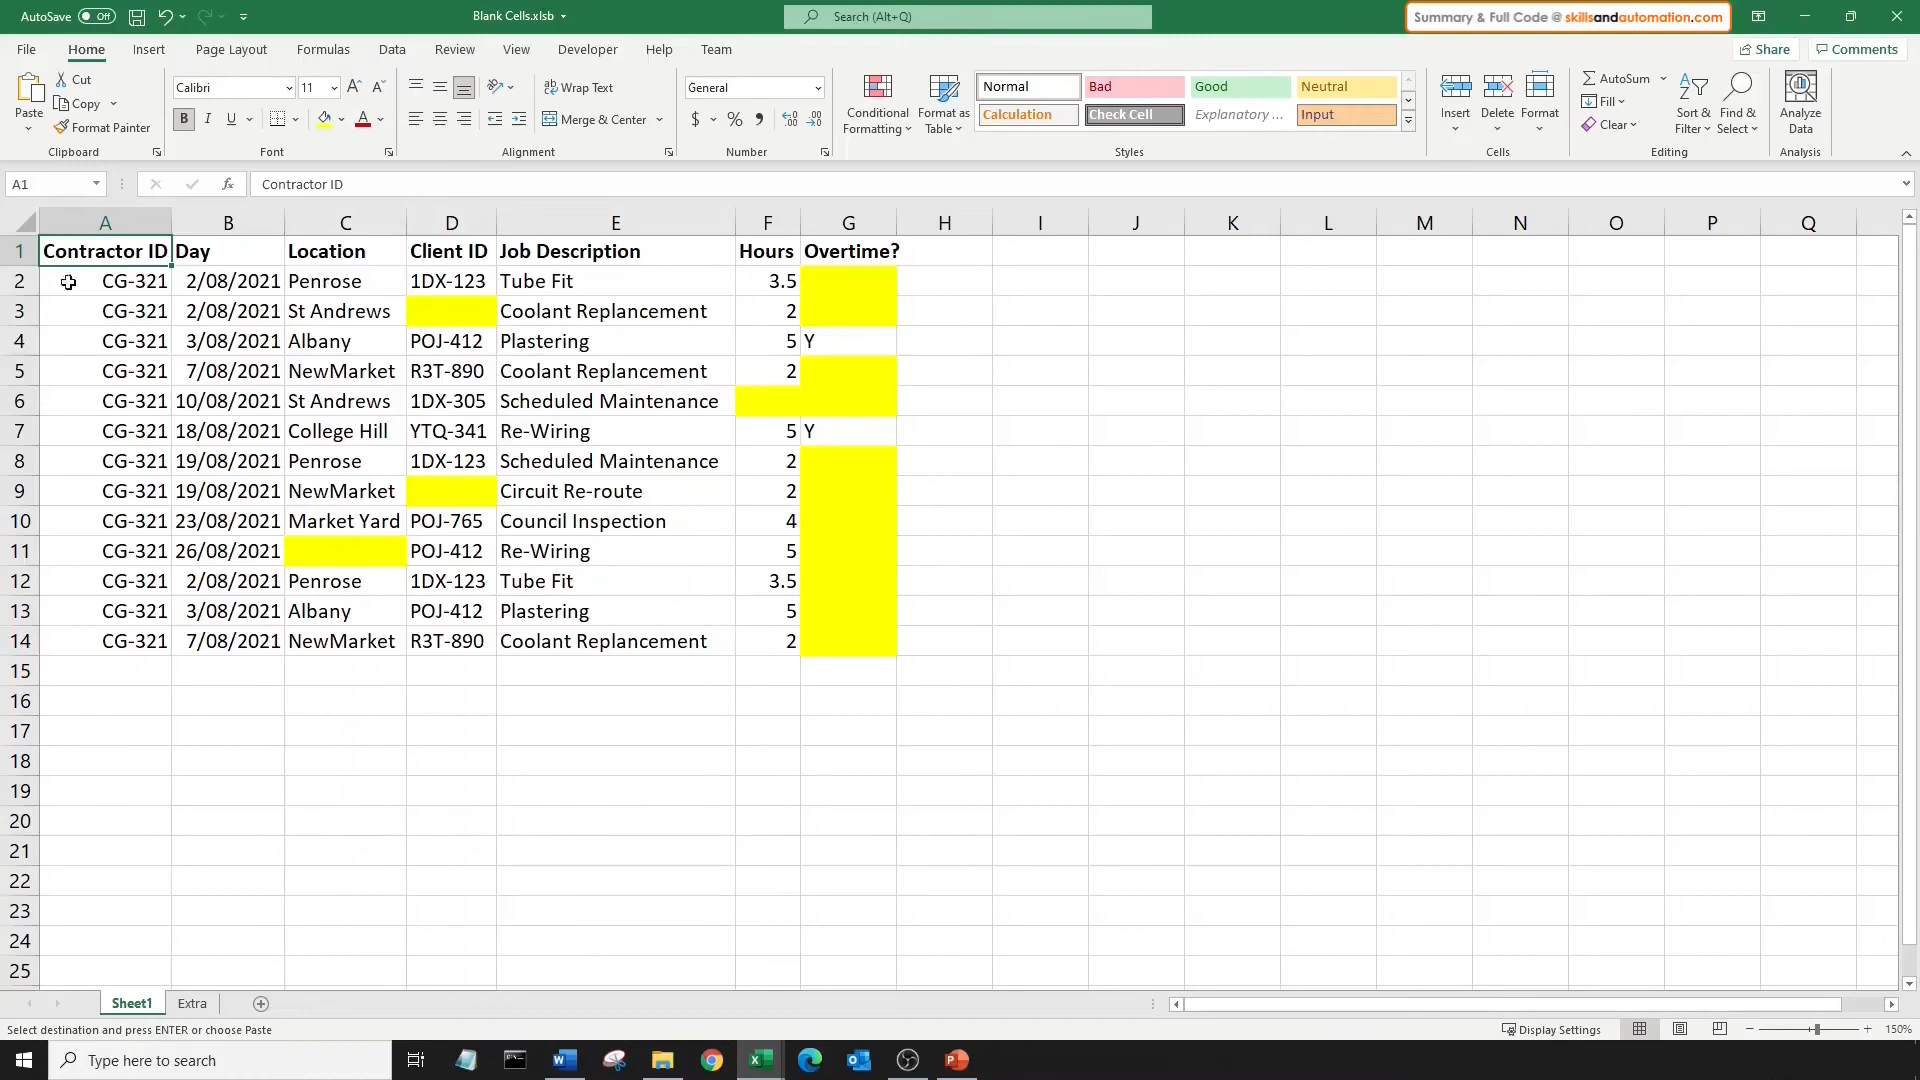 AutoSave Off Blank Cells.xlsb Search (Alt+Q) Summary & Full Code @ skillsandautomation.com
File Home Insert Page Layout Formulas Data Review View Developer Help Team Share Comments
Paste Cut Copy Format Painter Clipboard
Calibri 11 B I U Font
Wrap Text Merge & Center Alignment
General $ % Number
Conditional Formatting Format as Table
Normal Bad Good Neutral
Calculation Check Cell Explanatory ... Input
Styles
Insert Delete Format Cells
AutoSum Fill Clear Sort & Filter Find & Select Editing
Analyze Data Analysis
A1 fx Contractor ID
A B C D E F G H I J K L M N O P Q
1 Contractor ID Day Location Client ID Job Description Hours Overtime?
2 CG-321 2/08/2021 Penrose 1DX-123 Tube Fit 3.5
3 CG-321 2/08/2021 St Andrews Coolant Replancement 2
4 CG-321 3/08/2021 Albany POJ-412 Plastering 5 Y
5 CG-321 7/08/2021 NewMarket R3T-890 Coolant Replancement 2
6 CG-321 10/08/2021 St Andrews 1DX-305 Scheduled Maintenance
7 CG-321 18/08/2021 College Hill YTQ-341 Re-Wiring 5 Y
8 CG-321 19/08/2021 Penrose 1DX-123 Scheduled Maintenance 2
9 CG-321 19/08/2021 NewMarket Circuit Re-route 2
10 CG-321 23/08/2021 Market Yard POJ-765 Council Inspection 4
11 CG-321 26/08/2021 POJ-412 Re-Wiring 5
12 CG-321 2/08/2021 Penrose 1DX-123 Tube Fit 3.5
13 CG-321 3/08/2021 Albany POJ-412 Plastering 5
14 CG-321 7/08/2021 NewMarket R3T-890 Coolant Replancement 2
15
16
17
18
19
20
21
22
23
24
25
Sheet1 Extra
Select destination and press ENTER or choose Paste Display Settings 150%
Type here to search